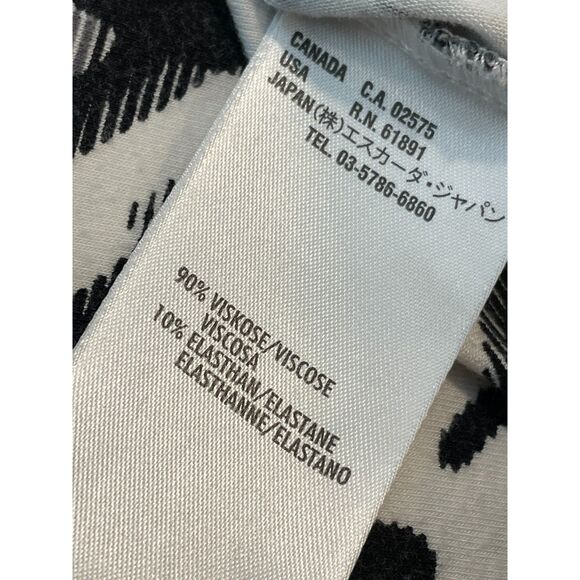 CANADA C.A. 02575
USA R.N. 61891
JAPAN(株)エスカーダ・ジャパン
TEL. 03-5786-6860
90% VISKOSE/VISCOSE
VISCOSA
10% ELASTHAN/ELASTANE
ELASTHANNE/ELASTANO